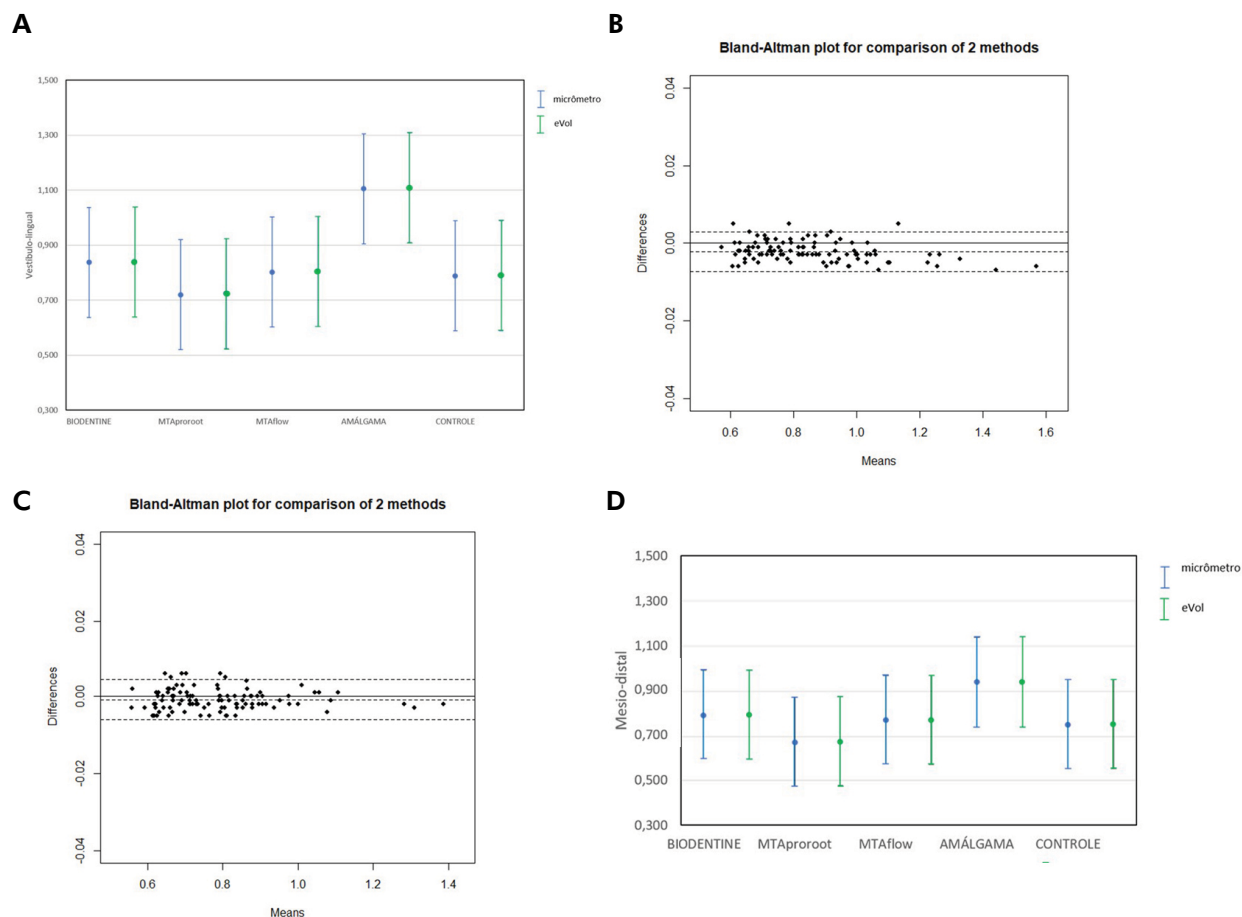 A
1,500
1,300
1,100
0,900
0,700
0,500
0,300
Vestíbulo-lingual
BIODENTINE MTAproroot MTAflow AMÁLGAMA CONTROLE
micrômetro
eVol
B
Bland-Altman plot for comparison of 2 methods
0.04
0.02
0.00
-0.02
-0.04
Differences
0.6 0.8 1.0 1.2 1.4 1.6
Means
C
Bland-Altman plot for comparison of 2 methods
0.04
0.02
0.00
-0.02
-0.04
Differences
0.6 0.8 1.0 1.2 1.4
Means
D
1,500
1,300
1,100
0,900
0,700
0,500
0,300
Mesio-distal
BIODENTINE MTAproroot MTAflow AMÁLGAMA CONTROLE
micrômetro
eVol